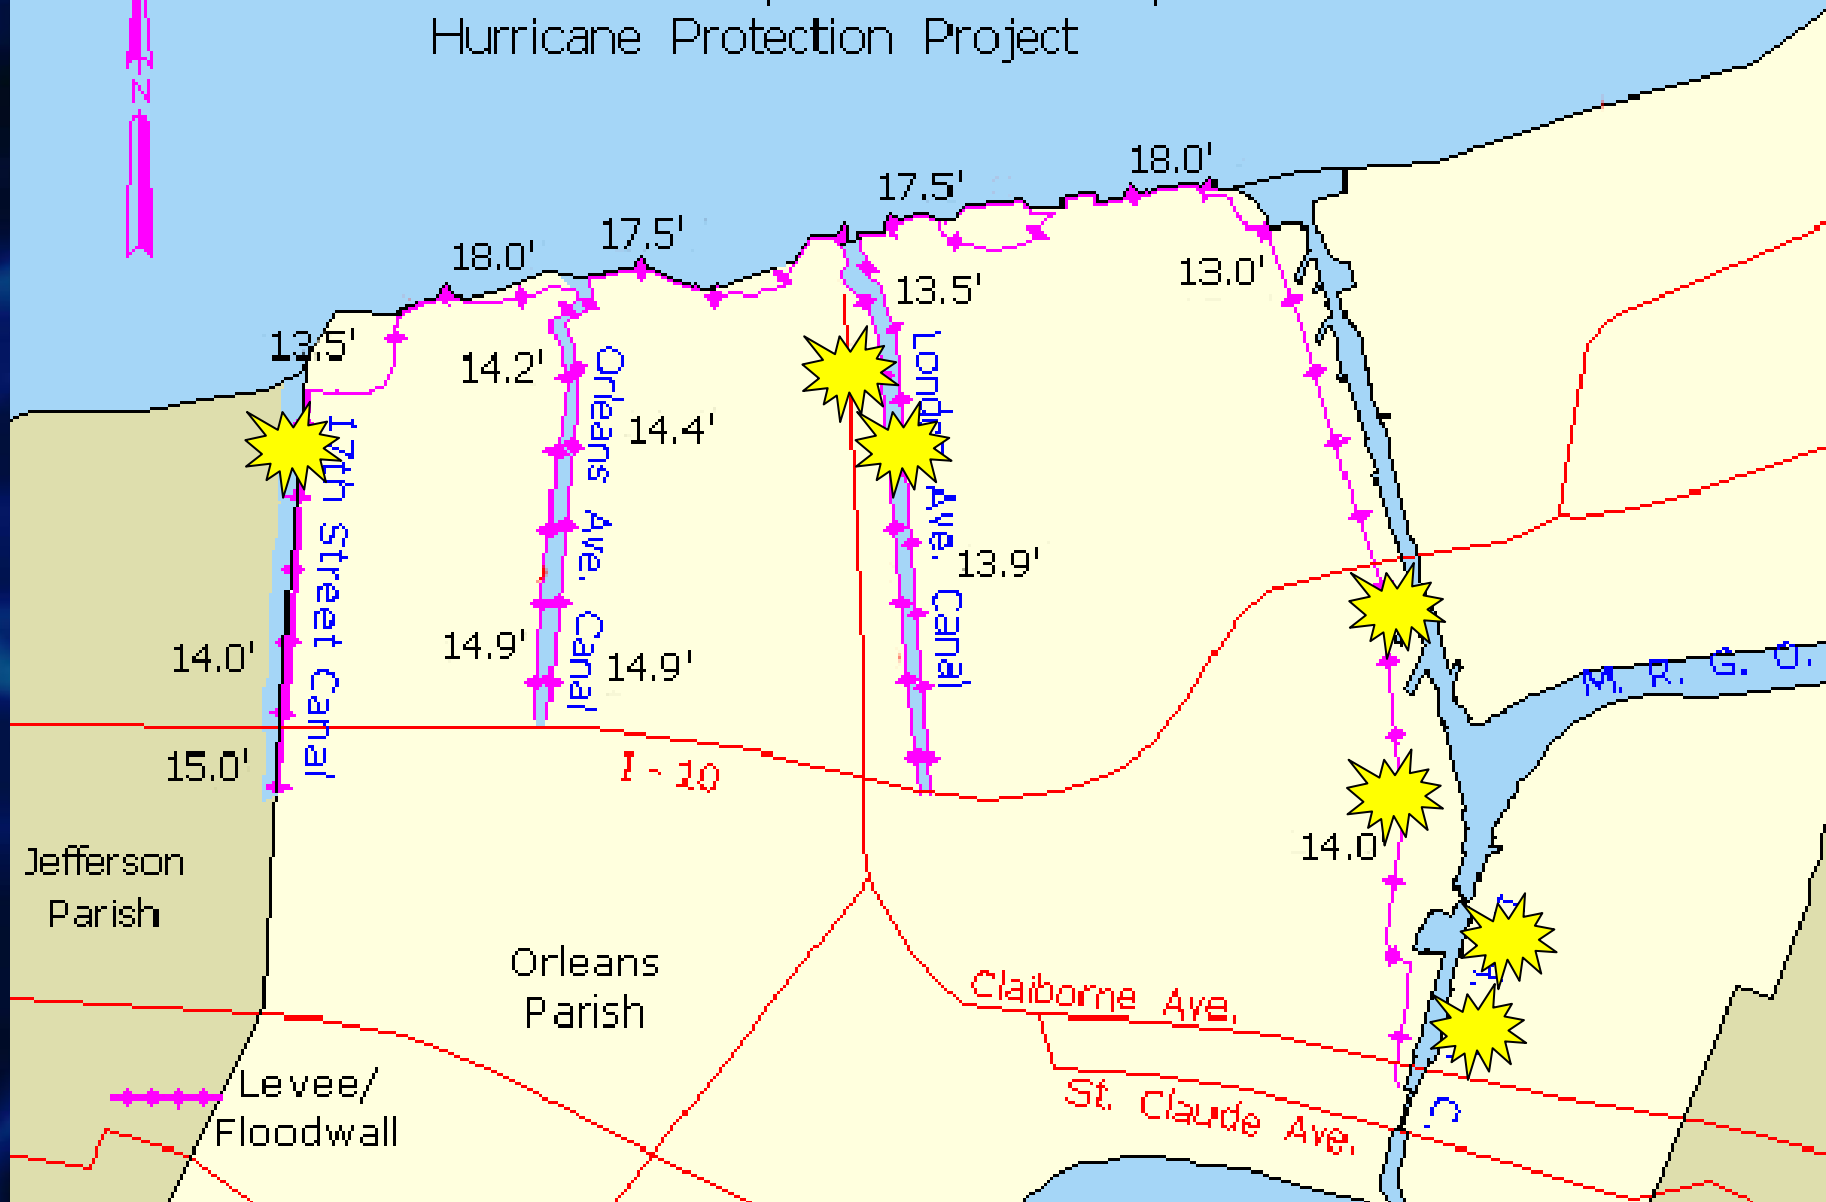 Hurricane Protection Project
N
18.0'
17.5'
17.5'
18.0'
13.0'
13.5'
13.5'
14.2'
14.4'
17th Street Canal
Orleans Ave. Canal
Ave. Canal
13.9'
14.0'
14.9'
14.9'
M. R. G. O.
15.0'
I - 10
14.0'
Jefferson
Parish
Orleans
Parish
Claiborne Ave.
St. Claude Ave.
C.
Levee/
Floodwall